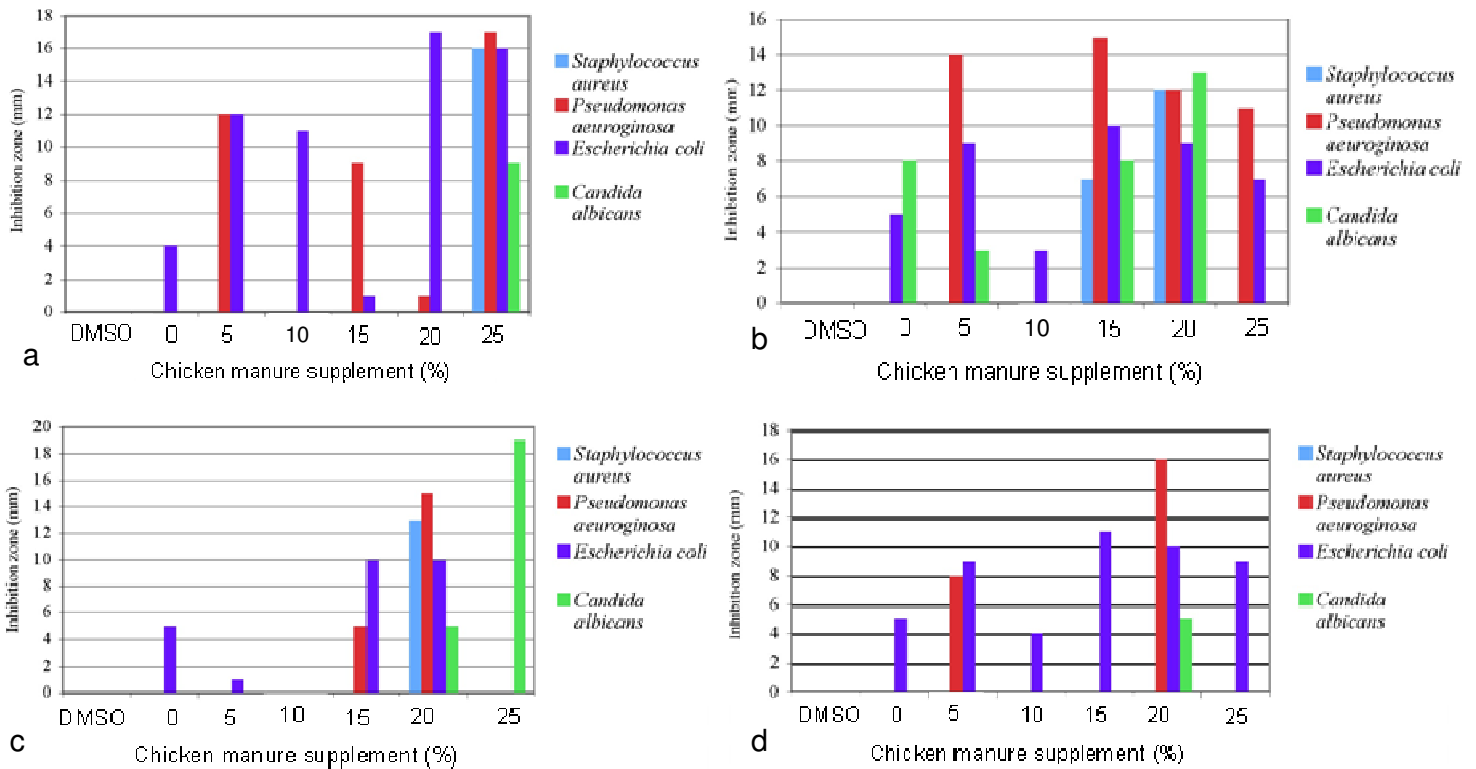 18
16
14
12
10
8
6
4
2
0
Inhibition zone (mm)
DMSO 0 5 10 15 20 25
Chicken manure supplement (%)
a
Staphylococcus
aureus
Pseudomonas
aeuroginosa
Escherichia coli
Candida
albicans
16
14
12
10
8
6
4
2
0
Inhibition zone (mm)
DMSO 0 5 10 15 20 25
Chicken manure supplement (%)
b
Staphylococcus
aureus
Pseudomonas
aeuroginosa
Escherichia coli
Candida
albicans
20
18
16
14
12
10
8
6
4
2
0
Inhibition zone (mm)
DMSO 0 5 10 15 20 25
Chicken manure supplement (%)
c
Staphylococcus
aureus
Pseudomonas
aeuroginosa
Escherichia coli
Candida
albicans
18
16
14
12
10
8
6
4
2
0
Inhibition zone (mm)
DMSO 0 5 10 15 20 25
Chicken manure supplement (%)
d
Staphylococcus
aureus
Pseudomonas
aeuroginosa
Escherichia coli
Candida
albicans